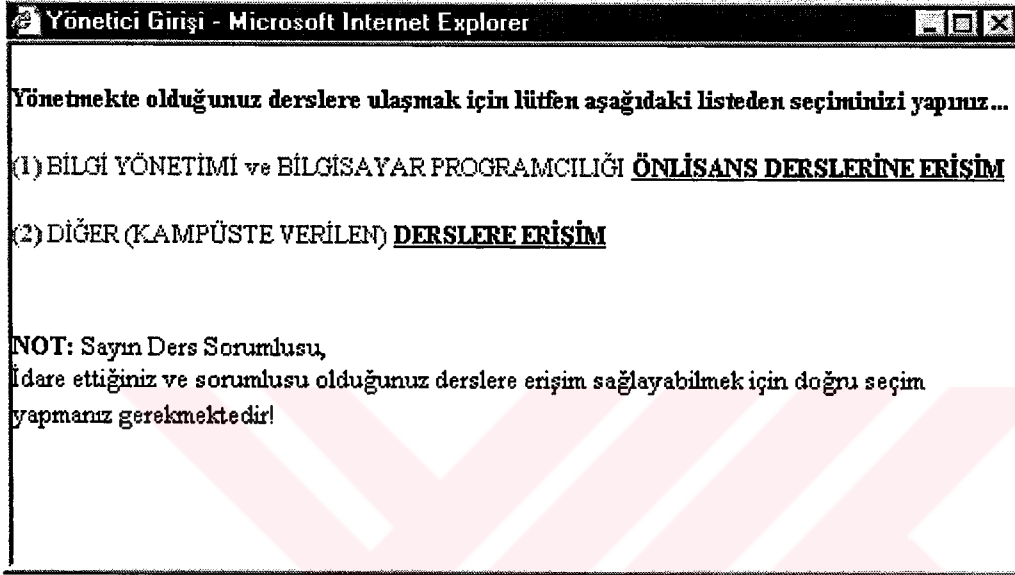 Yönetici Girişi - Microsoft Internet Explorer
Yönetmekte olduğunuz derslere ulaşmak için lütfen aşağıdaki listeden seçiminizi yapınız...
(1) BİLGİ YÖNETİMİ ve BİLGİSAYAR PROGRAMCILIĞI ÖNLİSANS DERSLERİNE ERİŞİM
(2) DİĞER (KAMPÜSTE VERİLEN) DERSLERE ERİŞİM
NOT: Sayın Ders Sorumlusu,
İdare ettiğiniz ve sorumlusu olduğunuz derslere erişim sağlayabilmek için doğru seçim
yapmanız gerekmektedir!